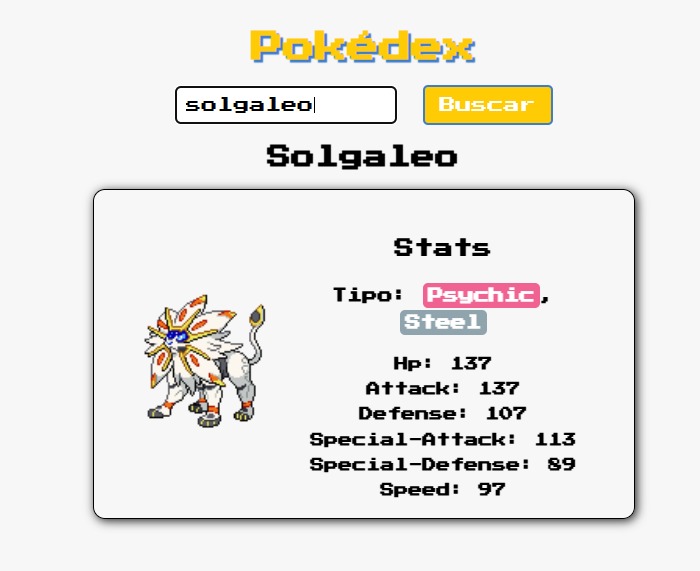 Pokédex
solgaleo
Buscar
Solgaleo
Stats
Tipo: Psychic,
Steel
Hp: 137
Attack: 137
Defense: 107
Special-Attack: 113
Special-Defense: 89
Speed: 97